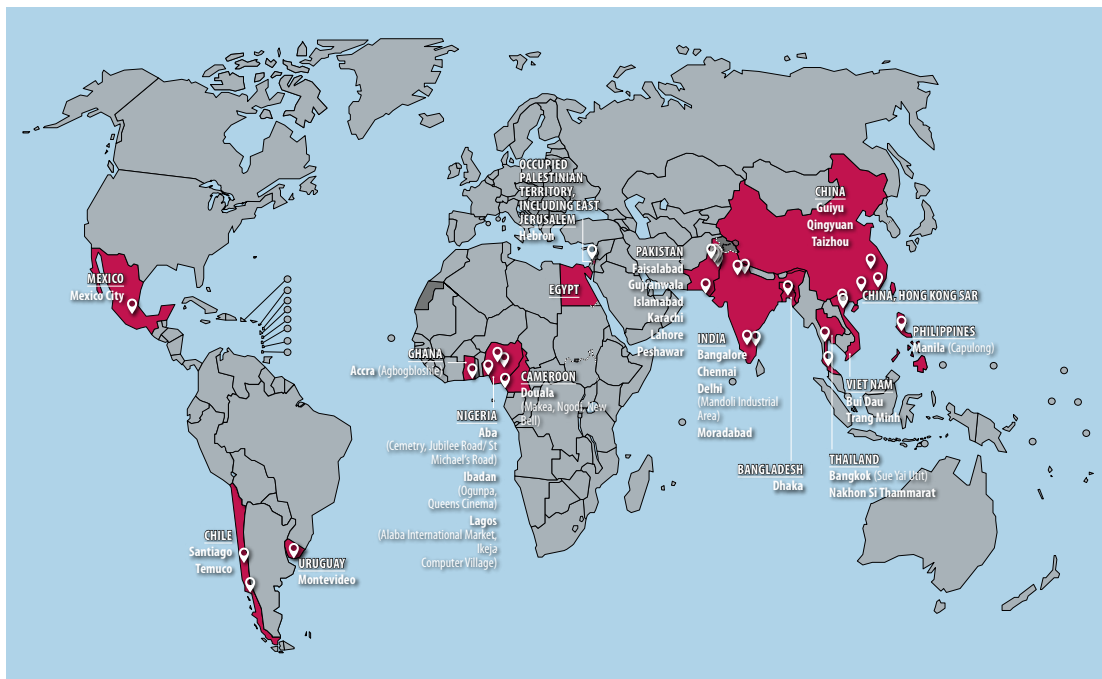 OCCUPIED
PALESTINIAN
TERRITORY,
INCLUDING EAST
JERUSALEM
Hebron
CHINA
Guiyu
Qingyuan
Taizhou
MEXICO
Mexico City
EGYPT
PAKISTAN
Faisalabad
Gujranwala
Islamabad
Karachi
Lahore
Peshawar
CHINA, HONG KONG SAR
PHILIPPINES
Manila (Capulong)
GHANA
Accra (Agbogbloshie)
CAMEROON
Douala
(Makea, Ngodi, New
Bell)
NIGERIA
Aba
(Cemetry, Jubilee Road/ St
Michael's Road)
Ibadan
(Ogunpa,
Queens Cinema)
Lagos
(Alaba International Market,
Ikeja
Computer Village)
INDIA
Bangalore
Chennai
Delhi
(Mandoli Industrial
Area)
Moradabad
VIET NAM
Bui Dau
Trang Minh
BANGLADESH
Dhaka
THAILAND
Bangkok (Sue Yai Utit)
Nakhon Si Thammarat
CHILE
Santiago
Temuco
URUGUAY
Montevideo